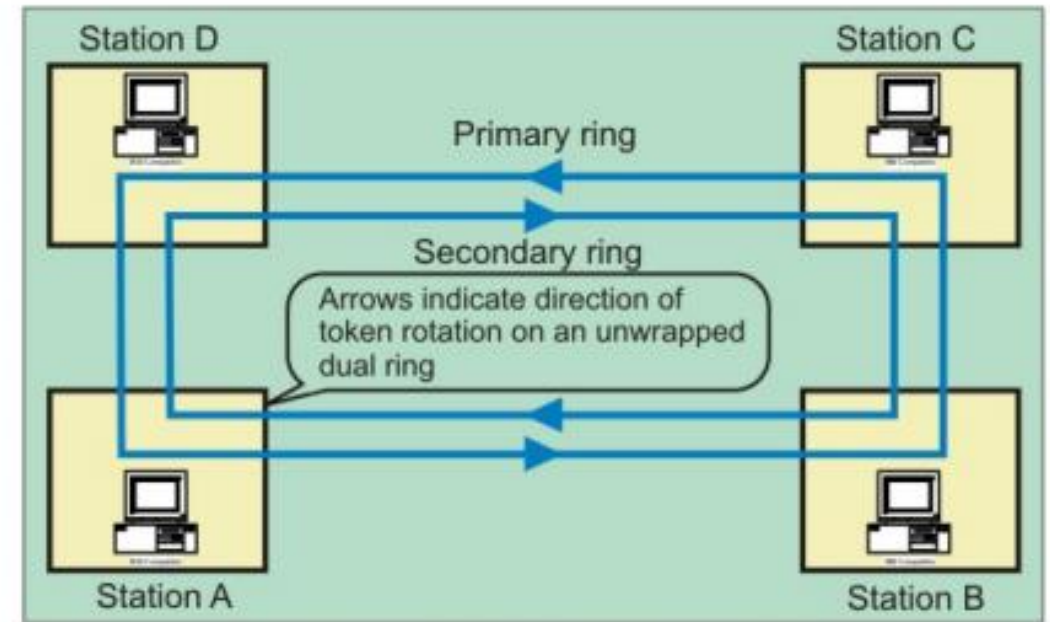 Station D
Station C
Primary ring
Secondary ring
Arrows indicate direction of
token rotation on an unwrapped
dual ring
Station A
Station B